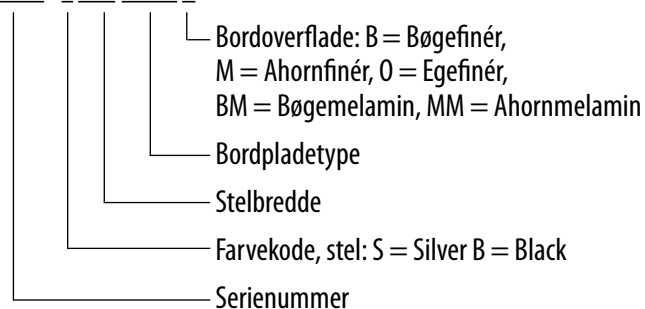 Bordoverflade: B = Bøgefinér,
M = Ahornfinér, O = Egefinér,
BM = Bøgemelamin, MM = Ahornmelamin
Bordpladetype
Stelbredde
Farvekode, stel: S = Silver B = Black
Serienummer